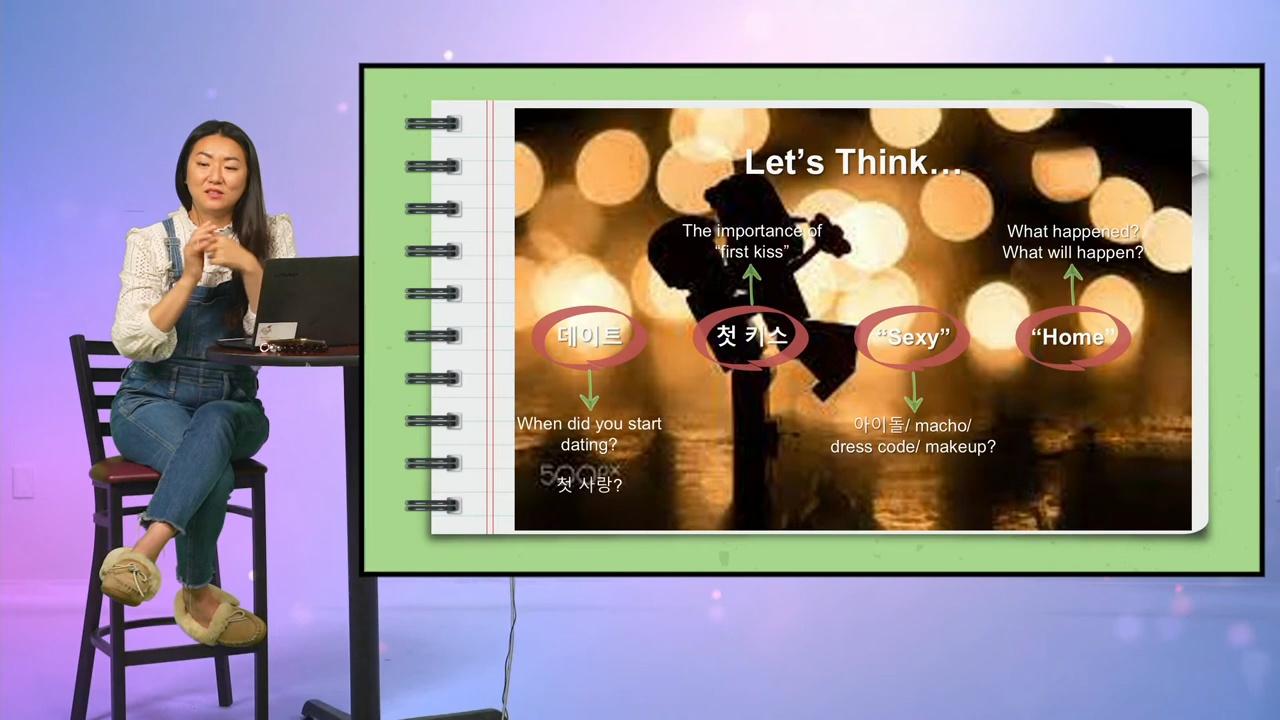 Let’s Think…
The importance of
“first kiss”
What happened?
What will happen?
데이트
첫 키스
“Sexy”
“Home”
When did you start
dating?
첫 사랑?
아이돌/ macho/
dress code/ makeup?
500px